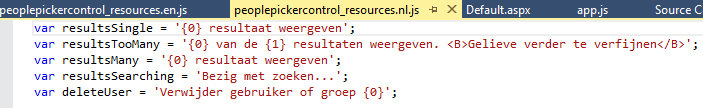 peoplepickercontrol_resources.en.js peoplepickercontrol_resources.nl.js Default.aspx app.js Source C
var resultsSingle = '{0} resultaat weergeven';
var resultsTooMany = '{0} van de {1} resultaten weergeven. <B>Gelieve verder te verfijnen</B>';
var resultsMany = '{0} resultaat weergeven';
var resultsSearching = 'Bezig met zoeken...';
var deleteUser = 'Verwijder gebruiker of groep {0}';